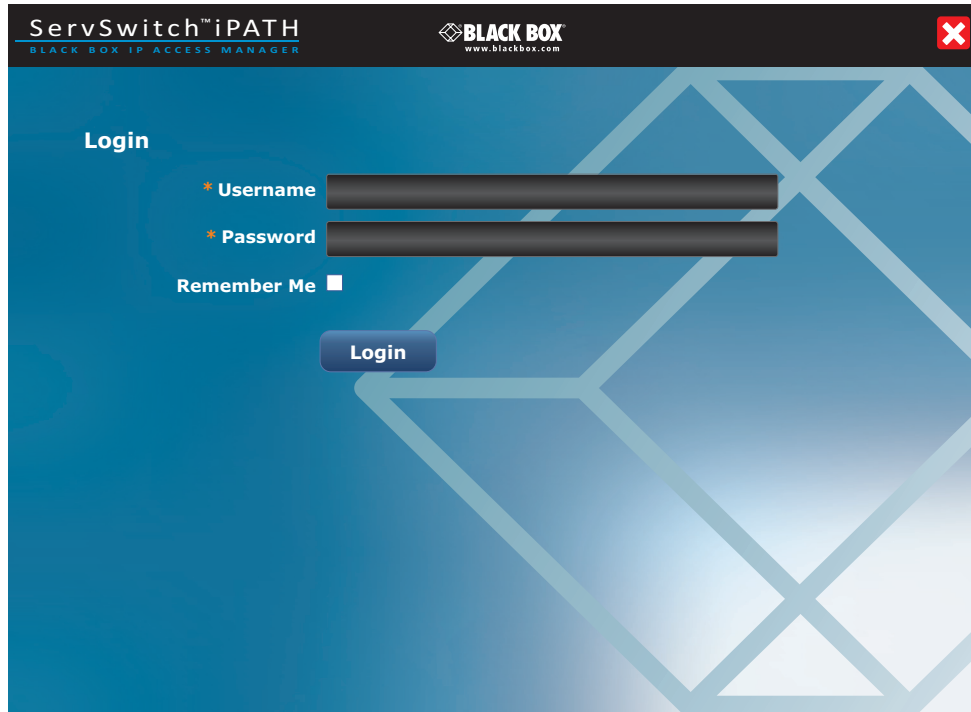 ServSwitch™iPATH
BLACK BOX IP ACCESS MANAGER
BLACK BOX®
www.blackbox.com
Login
* Username
* Password
Remember Me
Login